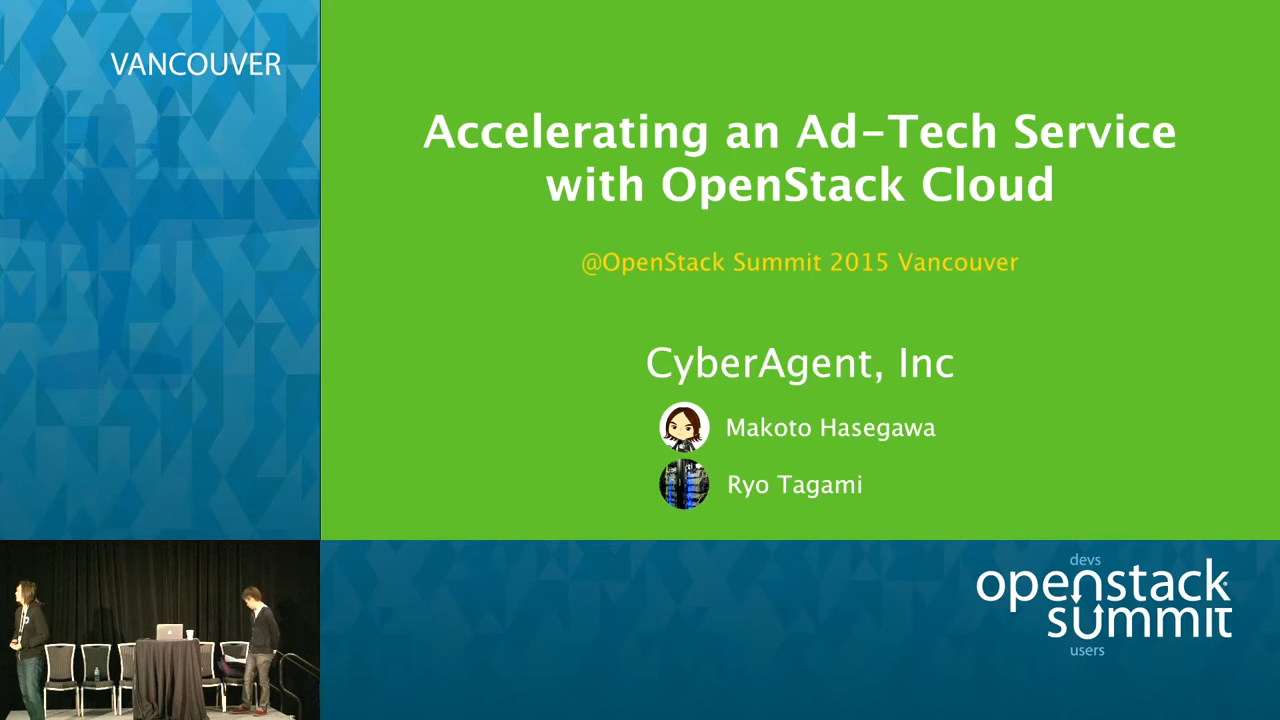 VANCOUVER
Accelerating an Ad-Tech Service
with OpenStack Cloud
@OpenStack Summit 2015 Vancouver
CyberAgent, Inc
Makoto Hasegawa
Ryo Tagami
devs
openstack
summit
users